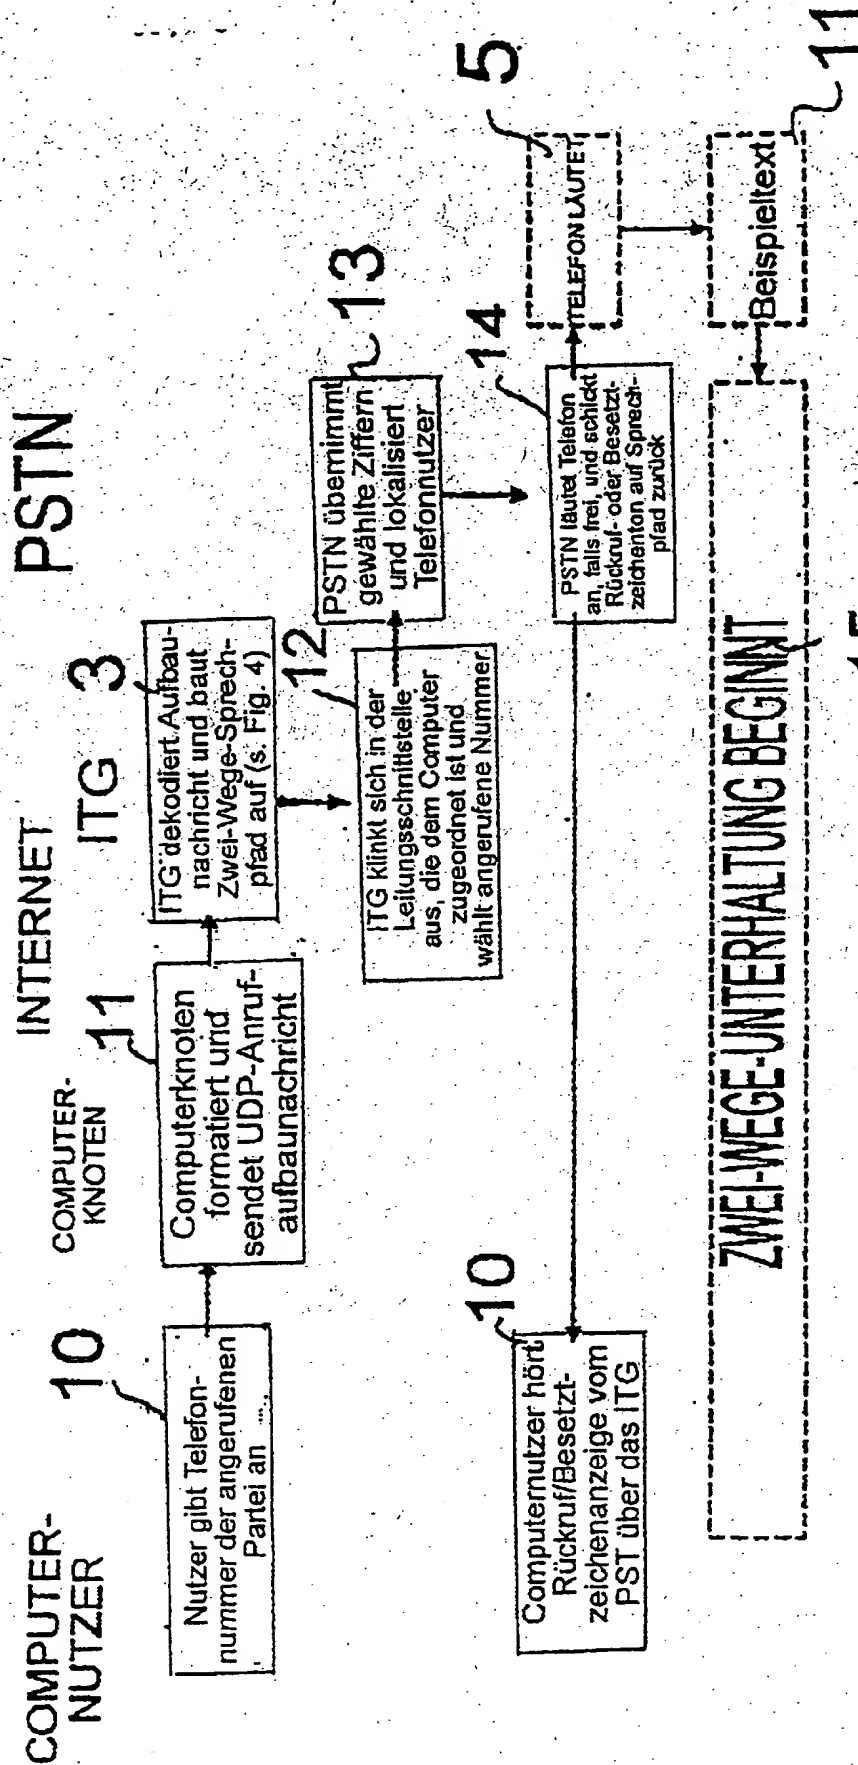 COMPUTER-
NUTZER
COMPUTER-
KNOTEN
INTERNET
ITG
PSTN
10
Nutzer gibt Telefon-
nummer der angerufenen
Partei an
11
Computerknoten
formatiert und
sendet UDP-Anruf-
aufbaunachricht
3
ITG dekodiert Aufbau-
nachricht und baut
Zwei-Wege-Sprech-
pfad auf (s. Fig. 4)
12
ITG klinkt sich in der
Leitungsschnittstelle
aus, die dem Computer
zugeordnet ist und
wählt angerufene Nummer
13
PSTN übernimmt
gewählte Ziffern
und lokalisiert
Telefonnutzer
14
PSTN läutet Telefon
an, falls frei, und schickt
Rückruf- oder Besetzt-
zeichenton auf Sprech-
pfad zurück
5
TELEFON LÄUTET
10
Computernutzer hört
Rückruf/Besetzt-
zeichenanzeige vom
PST über das ITG
11
Beispieltext
ZWEI-WEGE-UNTERHALTUNG BEGINNT